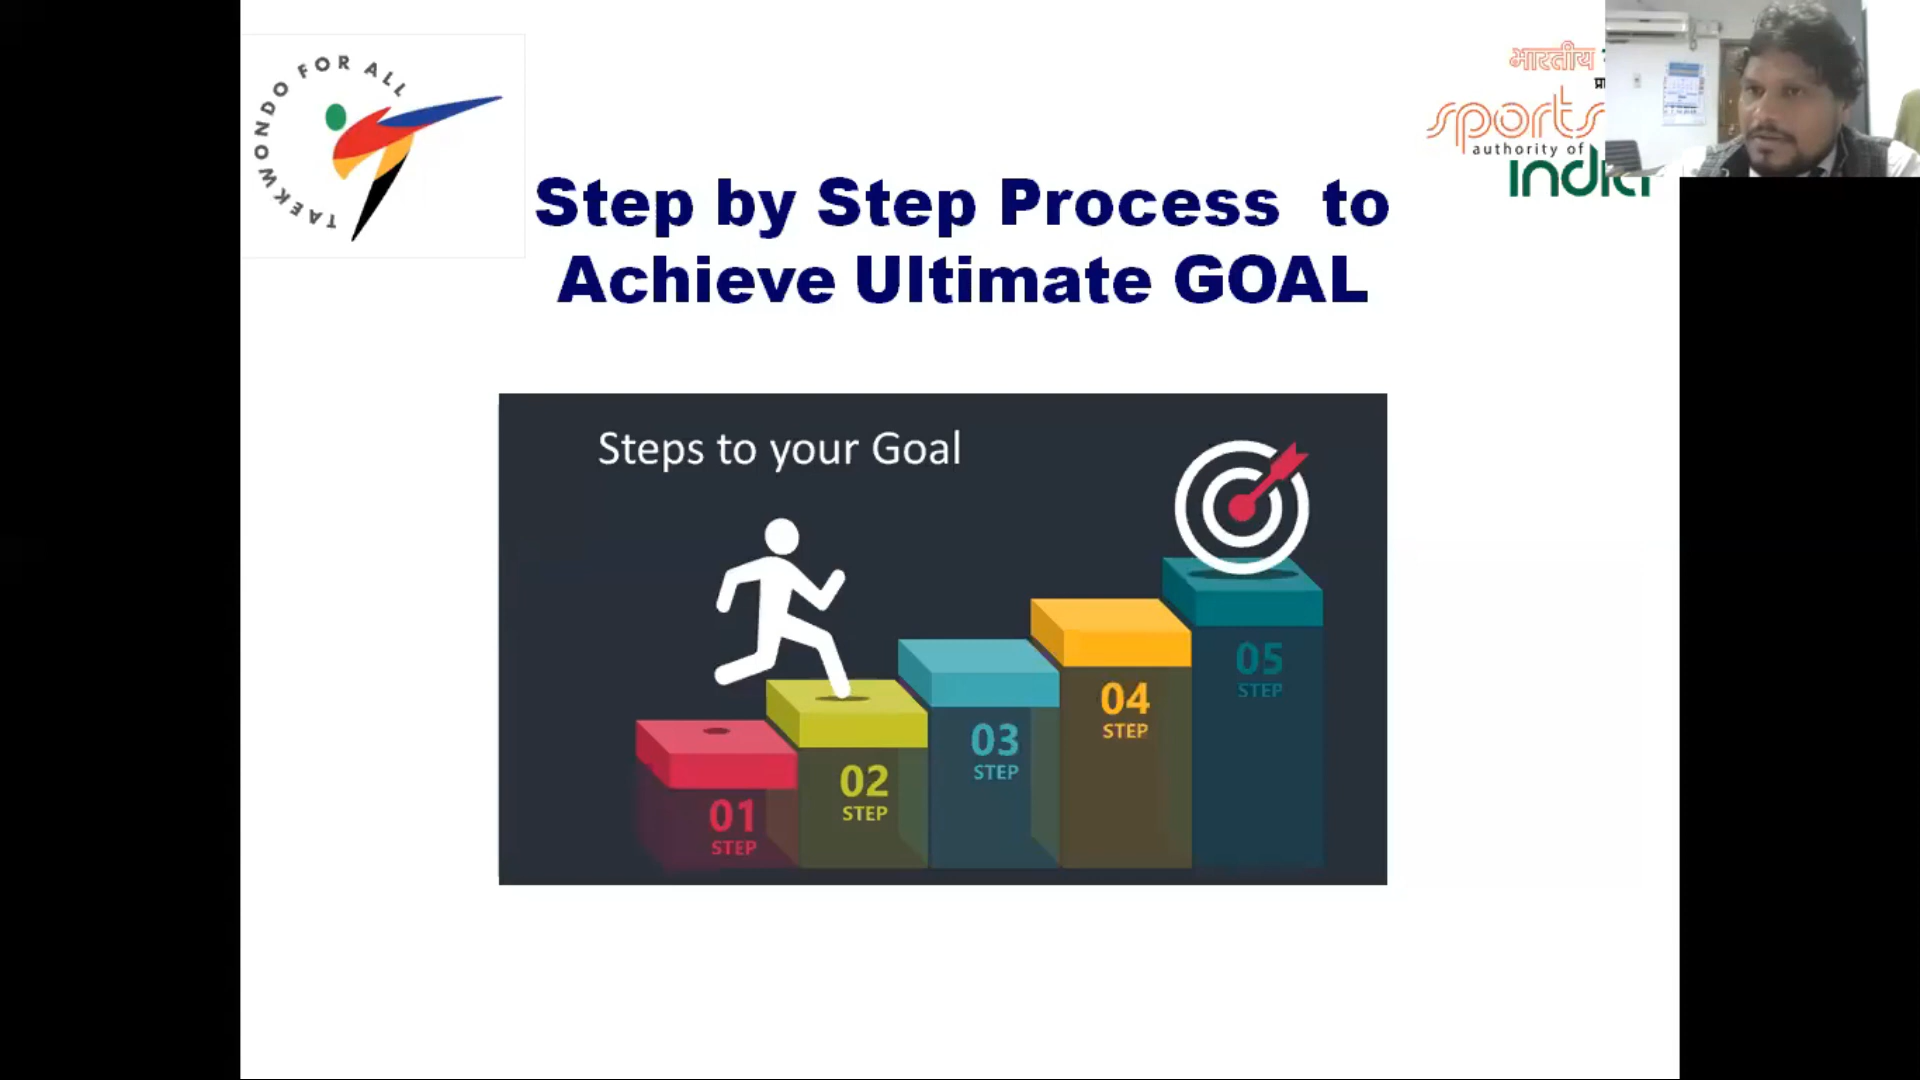 TAEKWONDO FOR ALL
भारतीय
sports
authority of
india
Step by Step Process to
Achieve Ultimate GOAL
Steps to your Goal
01
STEP
02
STEP
03
STEP
04
STEP
05
STEP